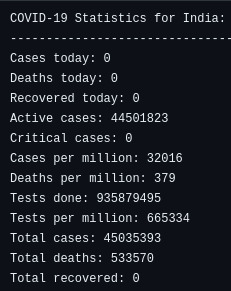 COVID-19 Statistics for India:
-------------------------------
Cases today: 0
Deaths today: 0
Recovered today: 0
Active cases: 44501823
Critical cases: 0
Cases per million: 32016
Deaths per million: 379
Tests done: 935879495
Tests per million: 665334
Total cases: 45035393
Total deaths: 533570
Total recovered: 0